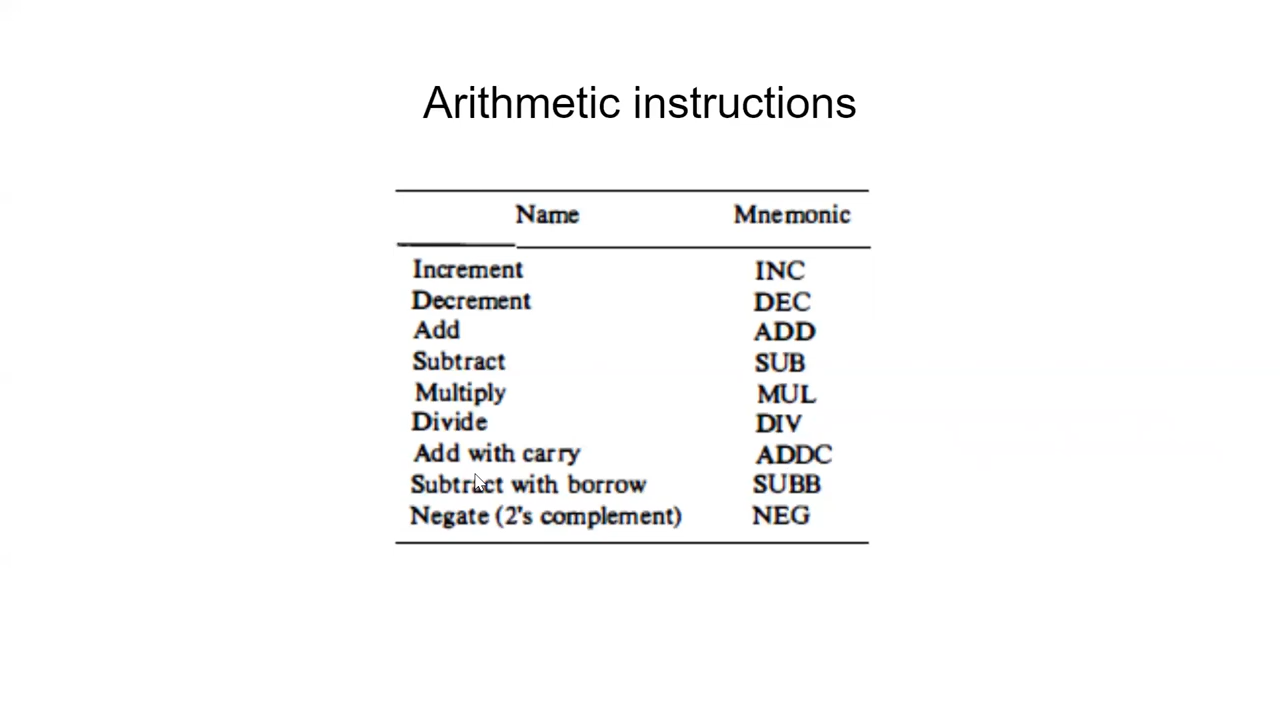 Arithmetic instructions
Name Mnemonic
Increment INC
Decrement DEC
Add ADD
Subtract SUB
Multiply MUL
Divide DIV
Add with carry ADDC
Subtract with borrow SUBB
Negate (2's complement) NEG